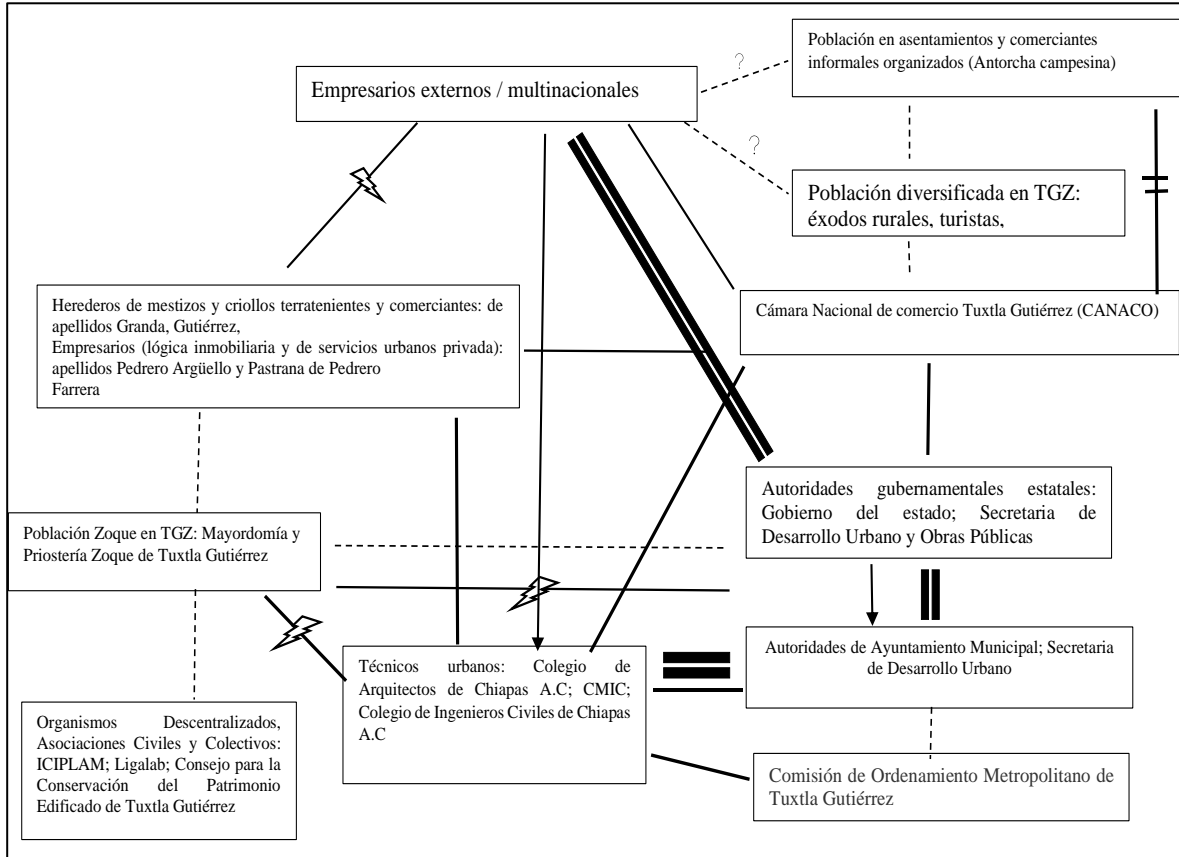 Población en asentamientos y comerciantes
informales organizados (Antorcha campesina)
?
Empresarios externos / multinacionales
?
Población diversificada en TGZ:
éxodos rurales, turistas,
Herederos de mestizos y criollos terratenientes y comerciantes: de
apellidos Granda, Gutiérrez,
Empresarios (lógica inmobiliaria y de servicios urbanos privada):
apellidos Pedrero Argüello y Pastrana de Pedrero
Farrera
Cámara Nacional de comercio Tuxtla Gutiérrez (CANACO)
Autoridades gubernamentales estatales:
Gobierno del estado; Secretaria de
Desarrollo Urbano y Obras Públicas
Población Zoque en TGZ: Mayordomía y
Priostería Zoque de Tuxtla Gutiérrez
Técnicos urbanos: Colegio de
Arquitectos de Chiapas A.C; CMIC;
Colegio de Ingenieros Civiles de Chiapas
A.C
Autoridades de Ayuntamiento Municipal; Secretaria
de Desarrollo Urbano
Organismos Descentralizados,
Asociaciones Civiles y Colectivos:
ICIPLAM; Ligalab; Consejo para la
Conservación del Patrimonio
Edificado de Tuxtla Gutiérrez
Comisión de Ordenamiento Metropolitano de
Tuxtla Gutiérrez